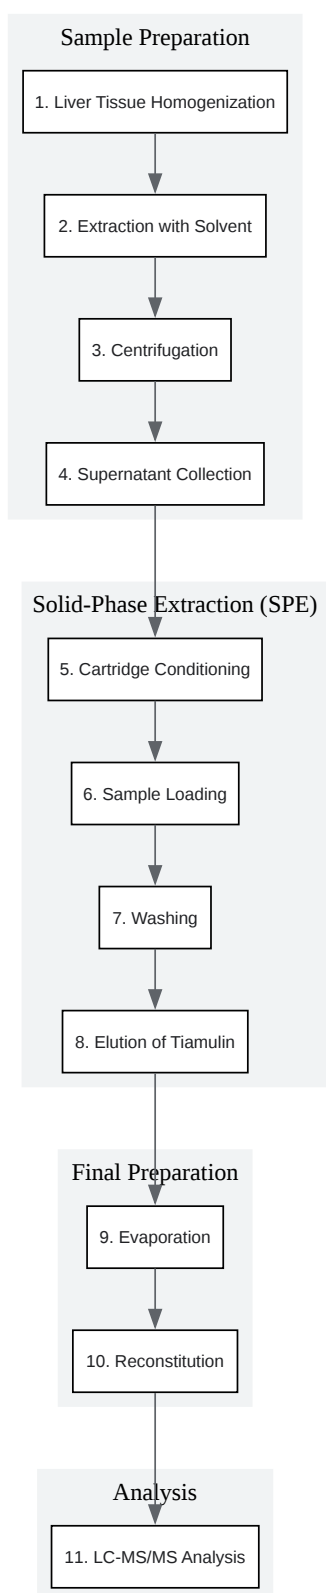 Sample Preparation
1. Liver Tissue Homogenization
2. Extraction with Solvent
3. Centrifugation
4. Supernatant Collection
Solid-Phase Extraction (SPE)
5. Cartridge Conditioning
6. Sample Loading
7. Washing
8. Elution of Tiamulin
Final Preparation
9. Evaporation
10. Reconstitution
Analysis
11. LC-MS/MS Analysis